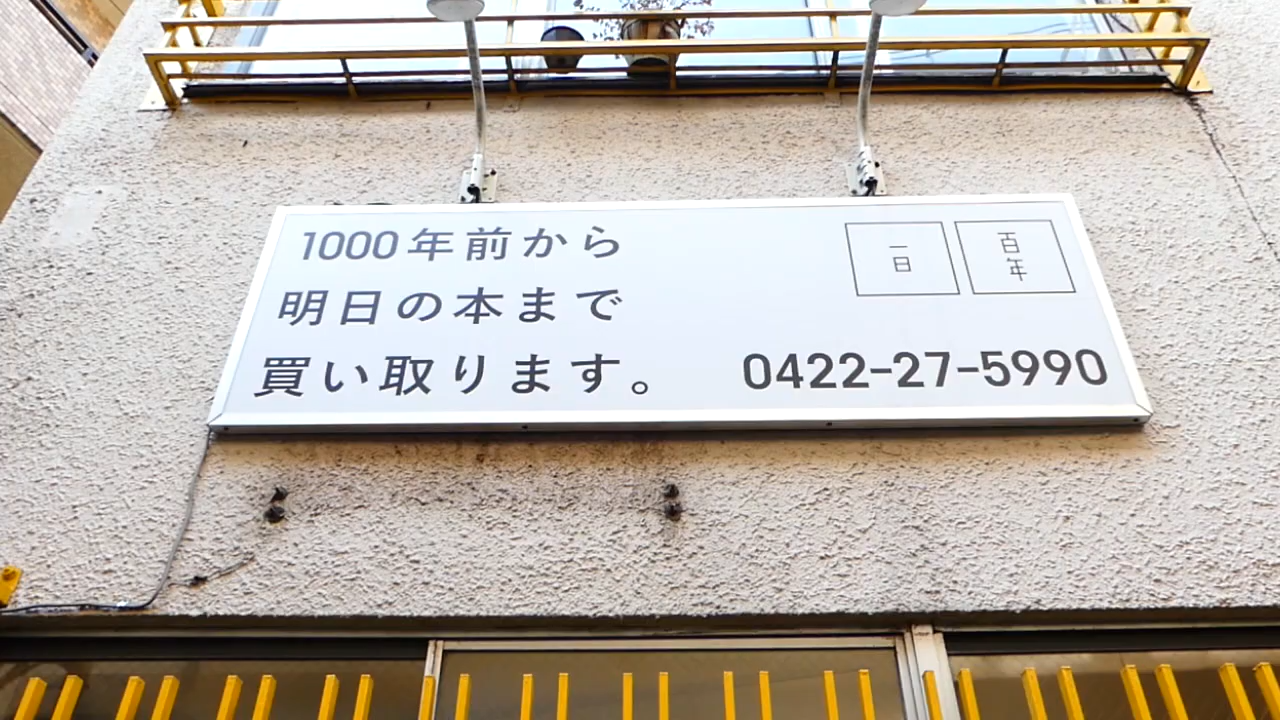 1000年前から
明日の本まで
買い取ります。
一日
百年
0422-27-5990